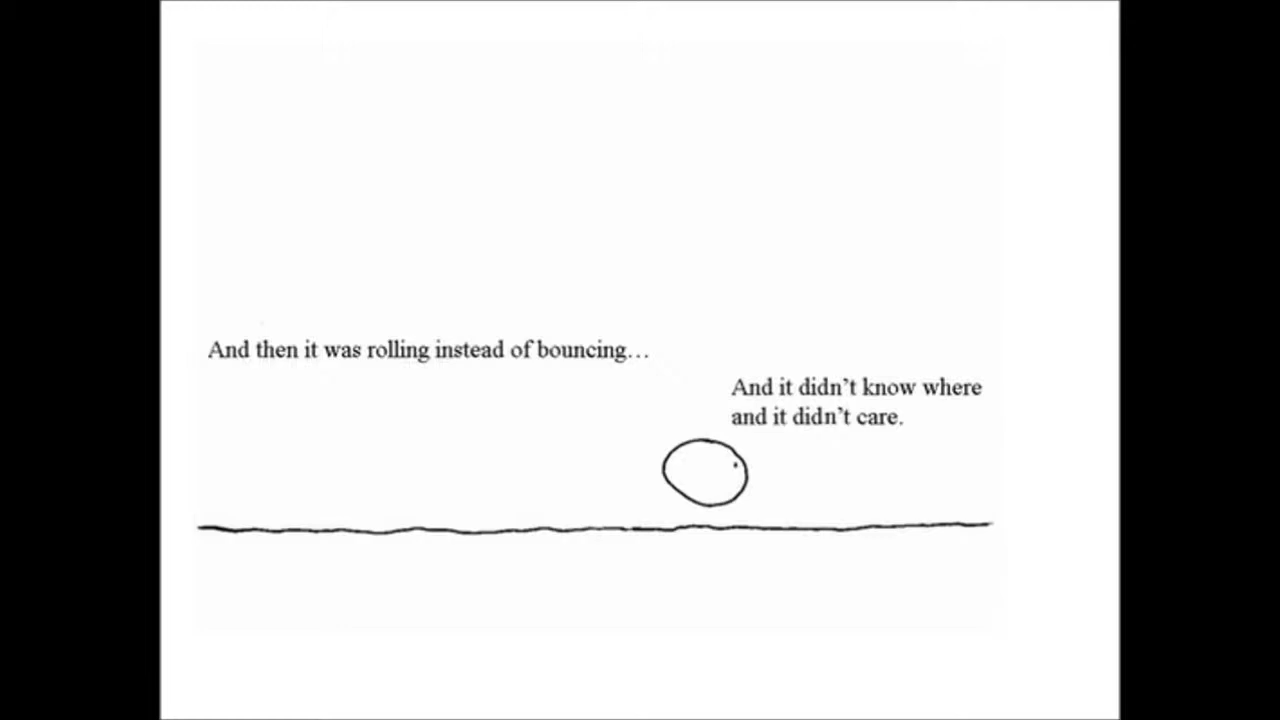 And then it was rolling instead of bouncing…
And it didn't know where
and it didn't care.